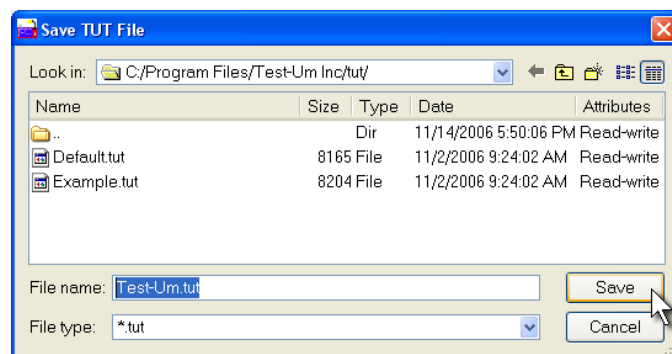 Save TUT File
Look in: C:/Program Files/Test-Um Inc/tut/
Name Size Type Date Attributes
.. Dir 11/14/2006 5:50:06 PM Read-write
Default.tut 8165 File 11/2/2006 9:24:02 AM Read-write
Example.tut 8204 File 11/2/2006 9:24:02 AM Read-write
File name: Test-Um.tut Save
File type: *.tut Cancel